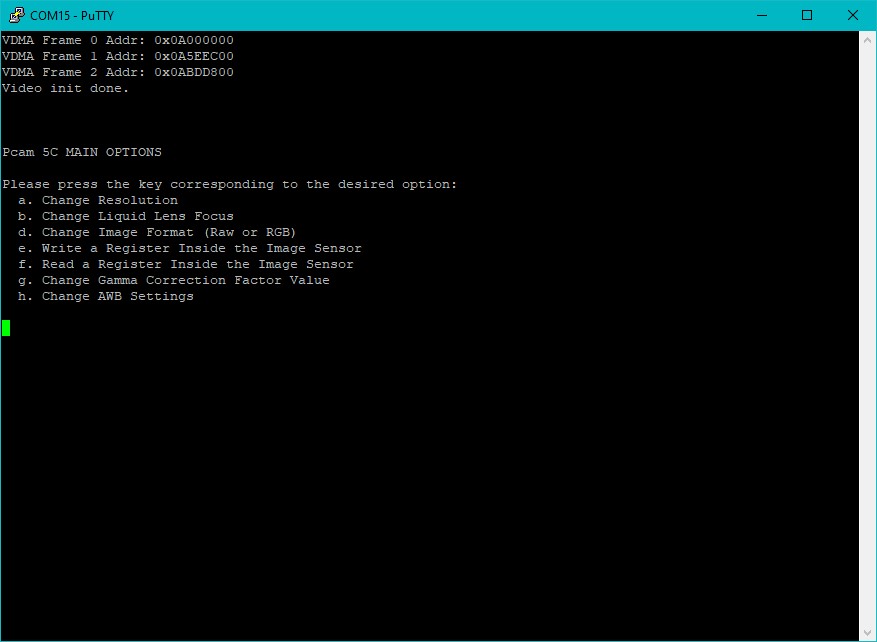 COM15 - PuTTY
VDMA Frame 0 Addr: 0x0A000000
VDMA Frame 1 Addr: 0x0A5EEC00
VDMA Frame 2 Addr: 0x0ABDD800
Video init done.
Pcam 5C MAIN OPTIONS
Please press the key corresponding to the desired option:
a. Change Resolution
b. Change Liquid Lens Focus
d. Change Image Format (Raw or RGB)
e. Write a Register Inside the Image Sensor
f. Read a Register Inside the Image Sensor
g. Change Gamma Correction Factor Value
h. Change AWB Settings